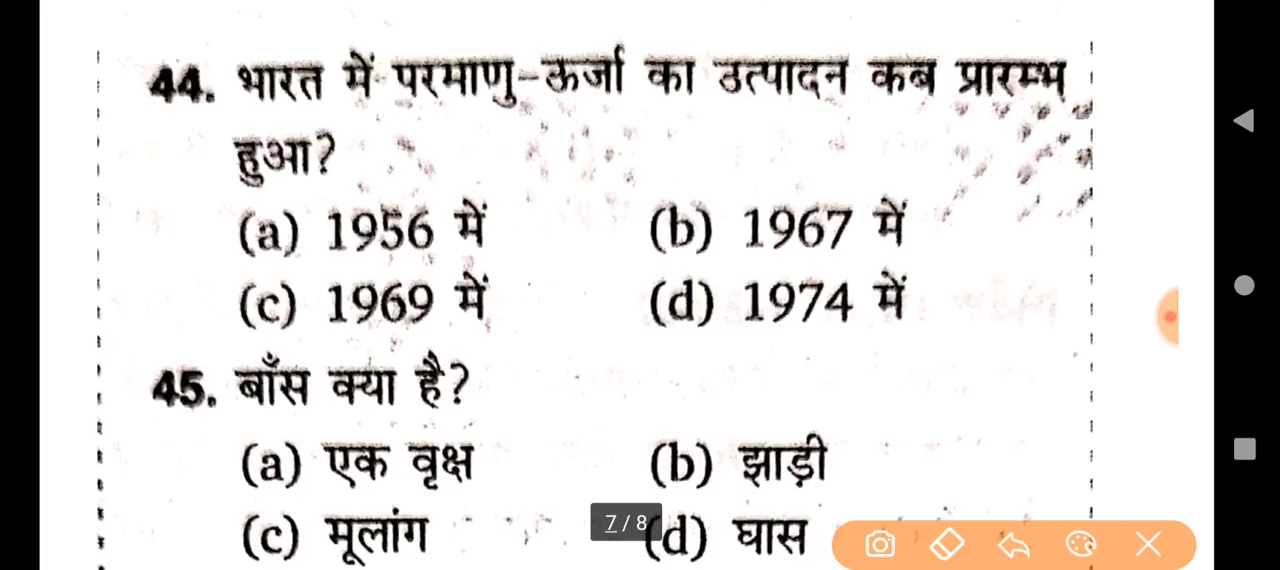 44. भारत में परमाणु-ऊर्जा का उत्पादन कब प्रारम्भ
हुआ?
(a) 1956 में (b) 1967 में
(c) 1969 में (d) 1974 में
45. बाँस क्या है?
(a) एक वृक्ष (b) झाड़ी
(c) मूलांग (d) घास
7 / 8